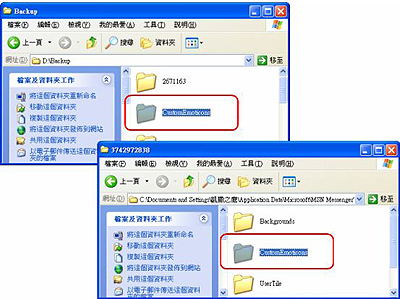 Backup
檔案(F) 編輯(E) 檢視(V) 我的最愛(A) 工具(T) 說明(H)
上一頁 搜尋 資料夾
網址(D) D:\Backup 移至
檔案及資料夾工作
將這個資料夾重新命名
移動這個資料夾
複製這個資料夾
將這個資料夾發佈到網站
共用這個資料夾
以電子郵件傳送這個資料夾
的檔案
2671163
CustomEmoticons
3742972838
檔案(F) 編輯(E) 檢視(V) 我的最愛(A) 工具(T) 說明(H)
上一頁 搜尋 資料夾
網址(D) C:\Documents and Settings\凱爾之麼\Application Data\Microsoft\MSN Messenger\ 移至
檔案及資料夾工作
將這個資料夾重新命名
移動這個資料夾
複製這個資料夾
將這個資料夾發佈到網站
共用這個資料夾
以電子郵件傳送這個資料夾
的檔案
Backgrounds
CustomEmoticons
UserTile